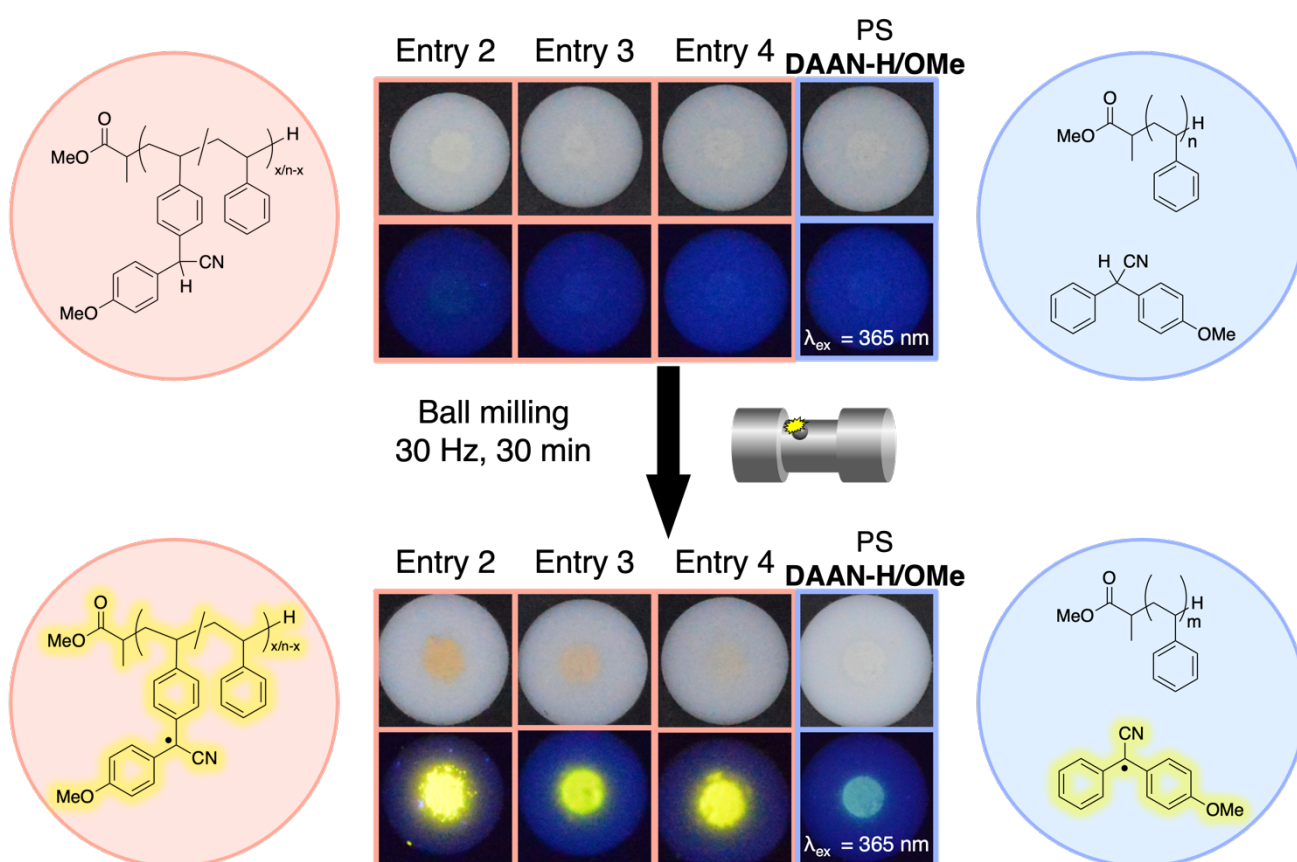 Entry 2
Entry 3
Entry 4
PS
DAAN-H/OMe
O
MeO
H
x/n-x
CN
H
MeO
λex = 365 nm
O
MeO
H
n
H
CN
OMe
Ball milling
30 Hz, 30 min
Entry 2
Entry 3
Entry 4
PS
DAAN-H/OMe
O
MeO
H
x/n-x
CN
MeO
λex = 365 nm
O
MeO
H
m
CN
OMe